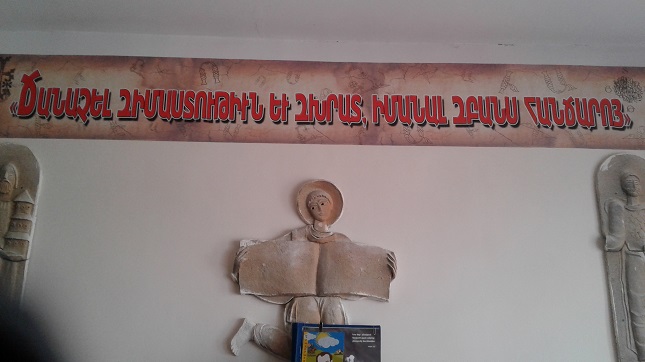 «Ճանաչել զիմաստութիւն եւ զխրատ, իմանալ զբանս հանճարոյ»